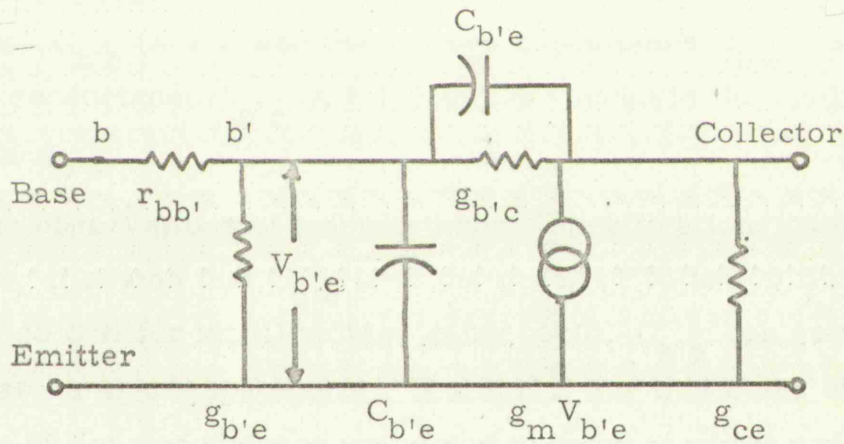 C_b'e
b b' Collector
Base r_bb' g_b'c
V_b'e
Emitter
g_b'e C_b'e g_m V_b'e g_ce